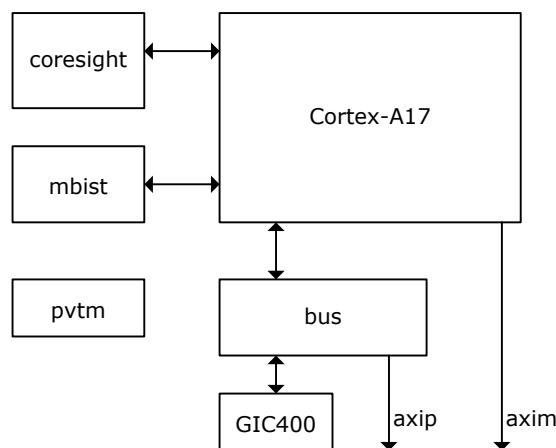 coresight
Cortex-A17
mbist
pvtm
bus
GIC400
axip
axim